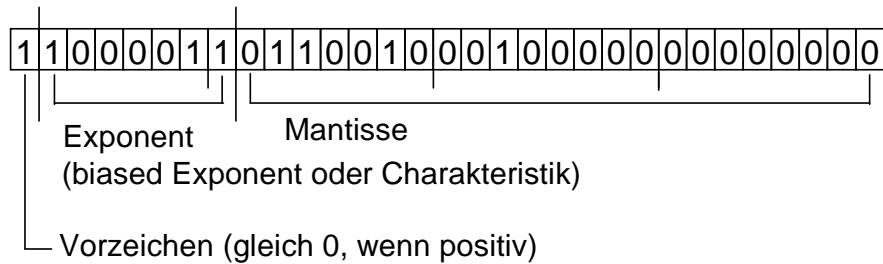 1 1 0 0 0 0 1 1 0 1 1 0 0 1 0 0 0 1 0 0 0 0 0 0 0 0 0 0 0 0 0
Exponent Mantisse
(biased Exponent oder Charakteristik)
Vorzeichen (gleich 0, wenn positiv)